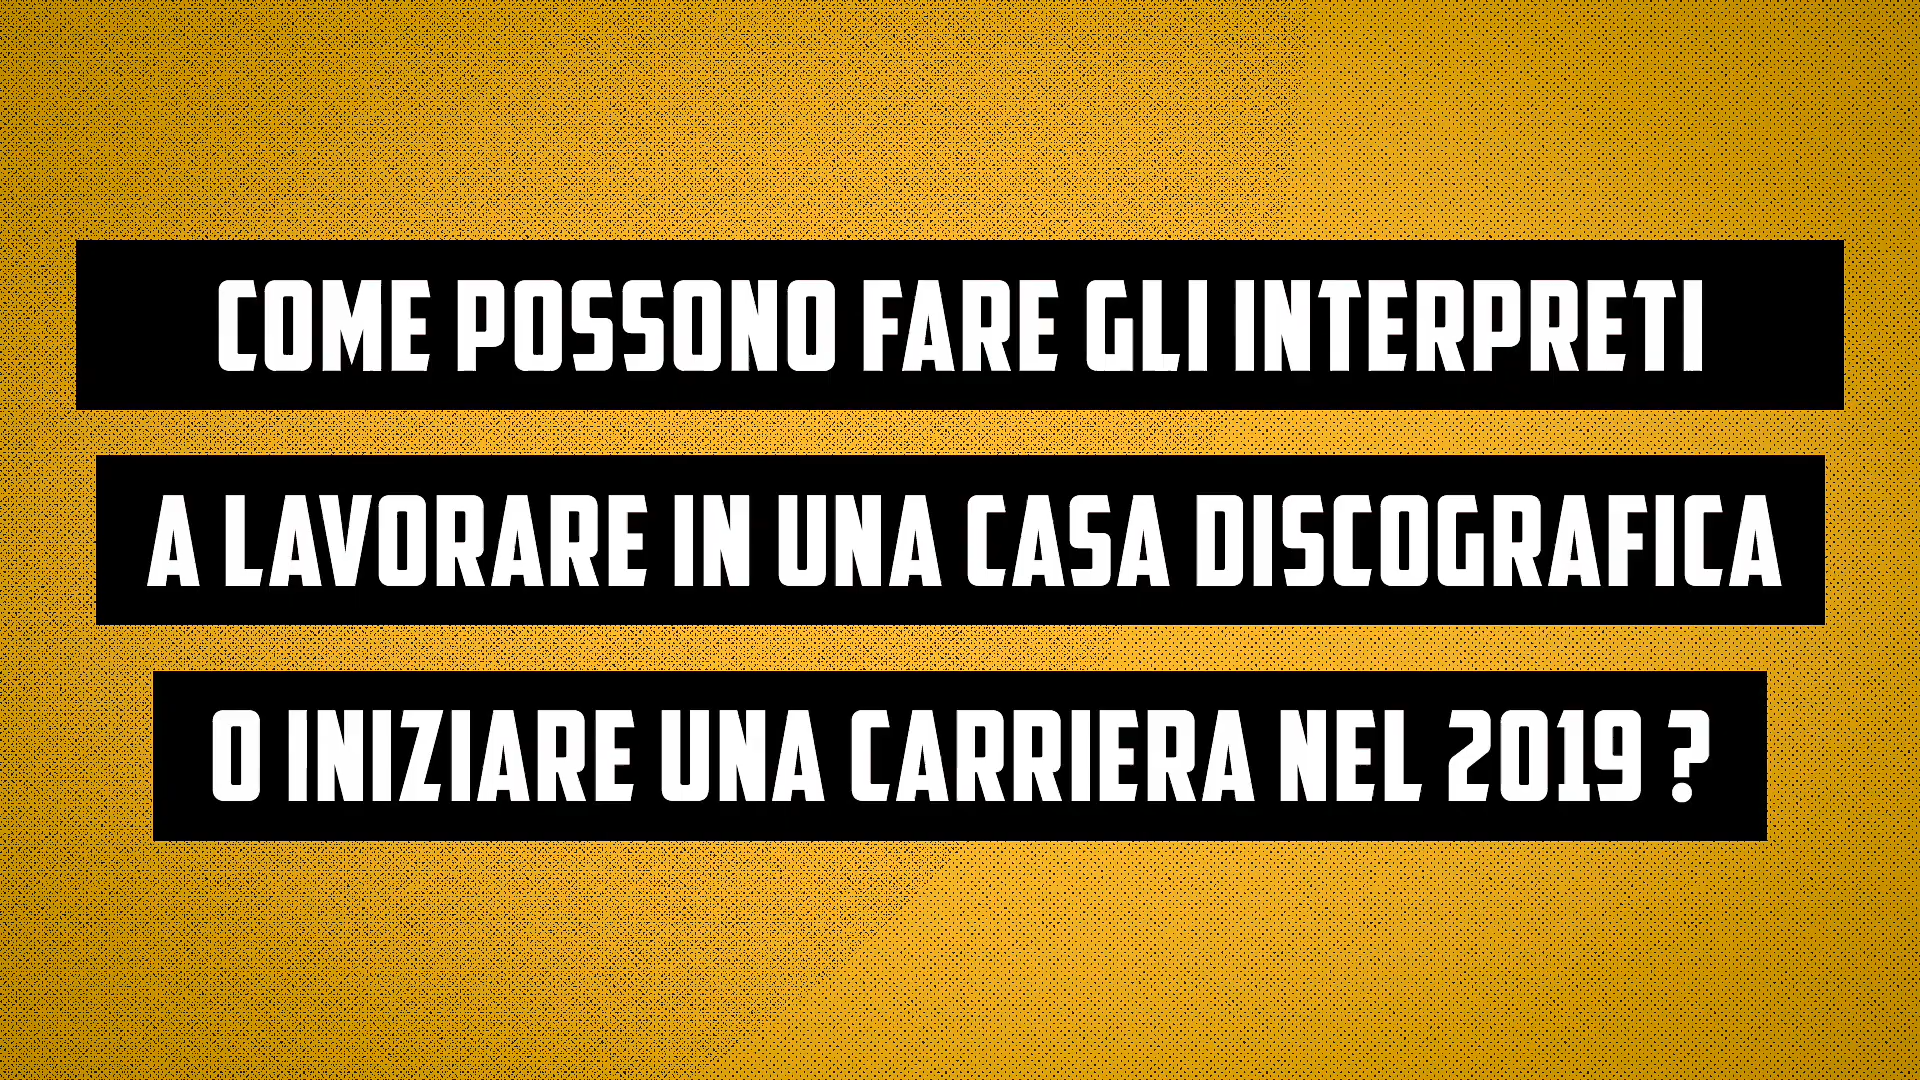 COME POSSONO FARE GLI INTERPRETI
A LAVORARE IN UNA CASA DISCOGRAFICA
O INIZIARE UNA CARRIERA NEL 2019 ?